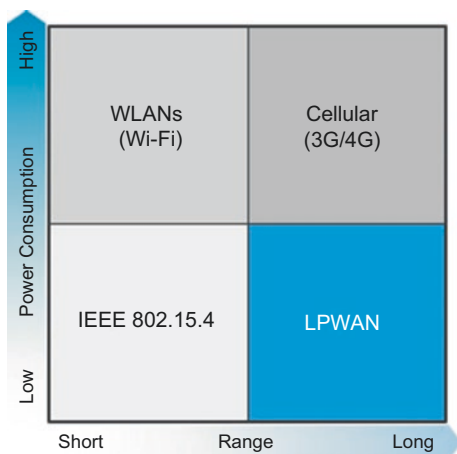 High
Power Consumption
Low
WLANs
(Wi-Fi)
Cellular
(3G/4G)
IEEE 802.15.4
LPWAN
Short
Range
Long